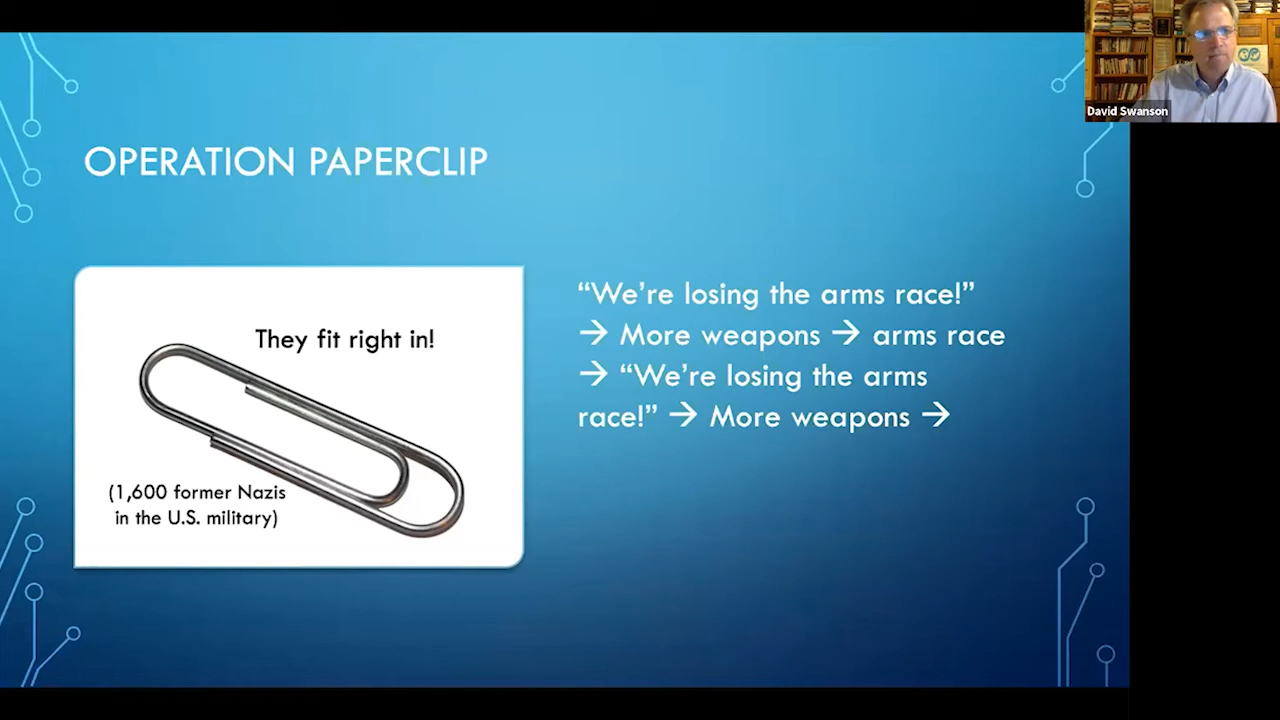 David Swanson
OPERATION PAPERCLIP
They fit right in!
(1,600 former Nazis
in the U.S. military)
“We’re losing the arms race!”
→ More weapons → arms race
→ “We’re losing the arms
race!” → More weapons →